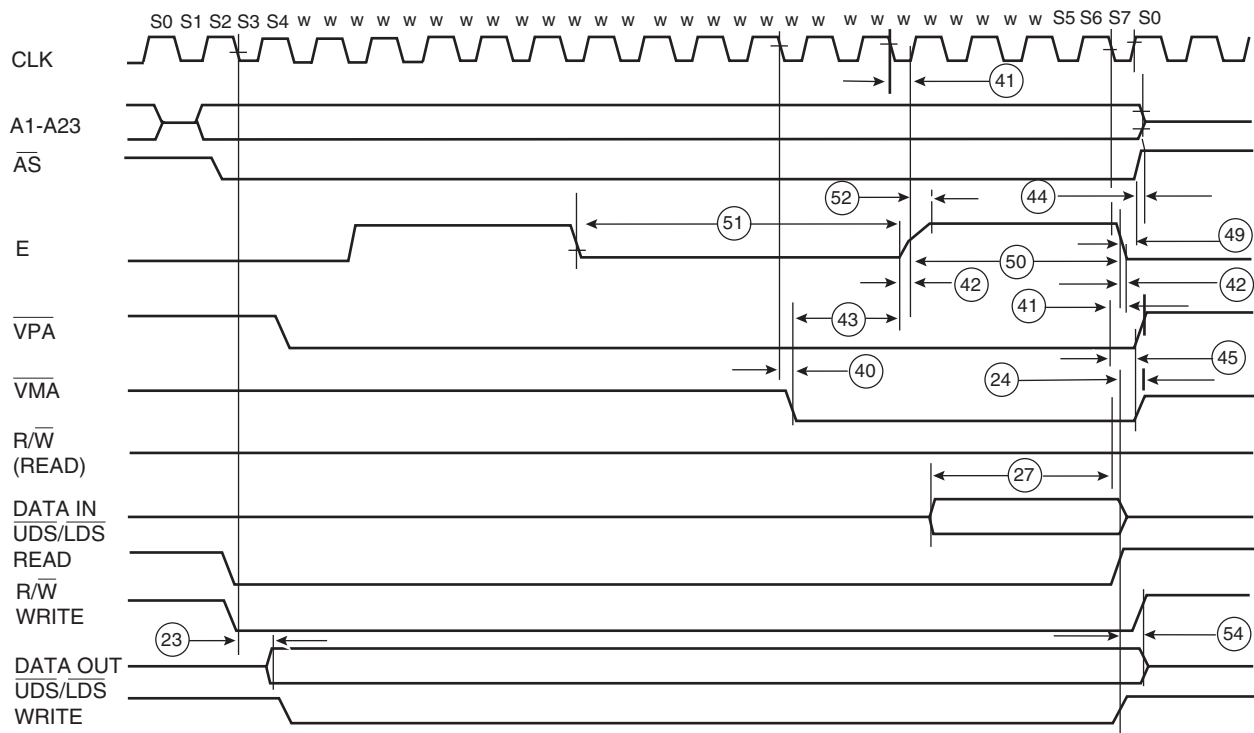 S0 S1 S2 S3 S4 w w w w w w w w w w w w w w w w w w w w w w w w w w w w w w w w S5 S6 S7 S0
CLK
41
A1-A23
AS
52
44
51
E
49
50
42
42
41
43
VPA
45
40
24
VMA
R/W
(READ)
27
DATA IN
UDS/LDS
READ
R/W
WRITE
23
54
DATA OUT
UDS/LDS
WRITE